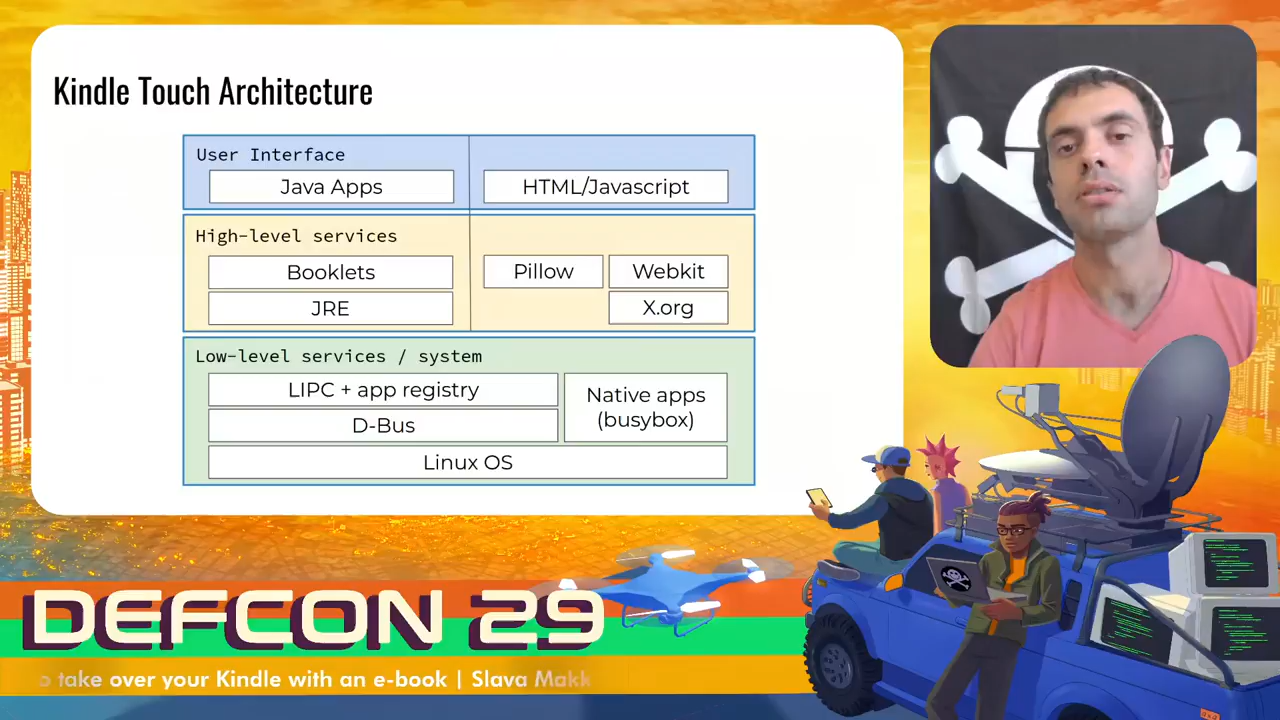 Kindle Touch Architecture
User Interface
Java Apps
HTML/Javascript
High-level services
Booklets
Pillow
Webkit
JRE
X.org
Low-level services / system
LIPC + app registry
Native apps
(busybox)
D-Bus
Linux OS
DEFCON 29
o take over your Kindle with an e-book | Slava Makk